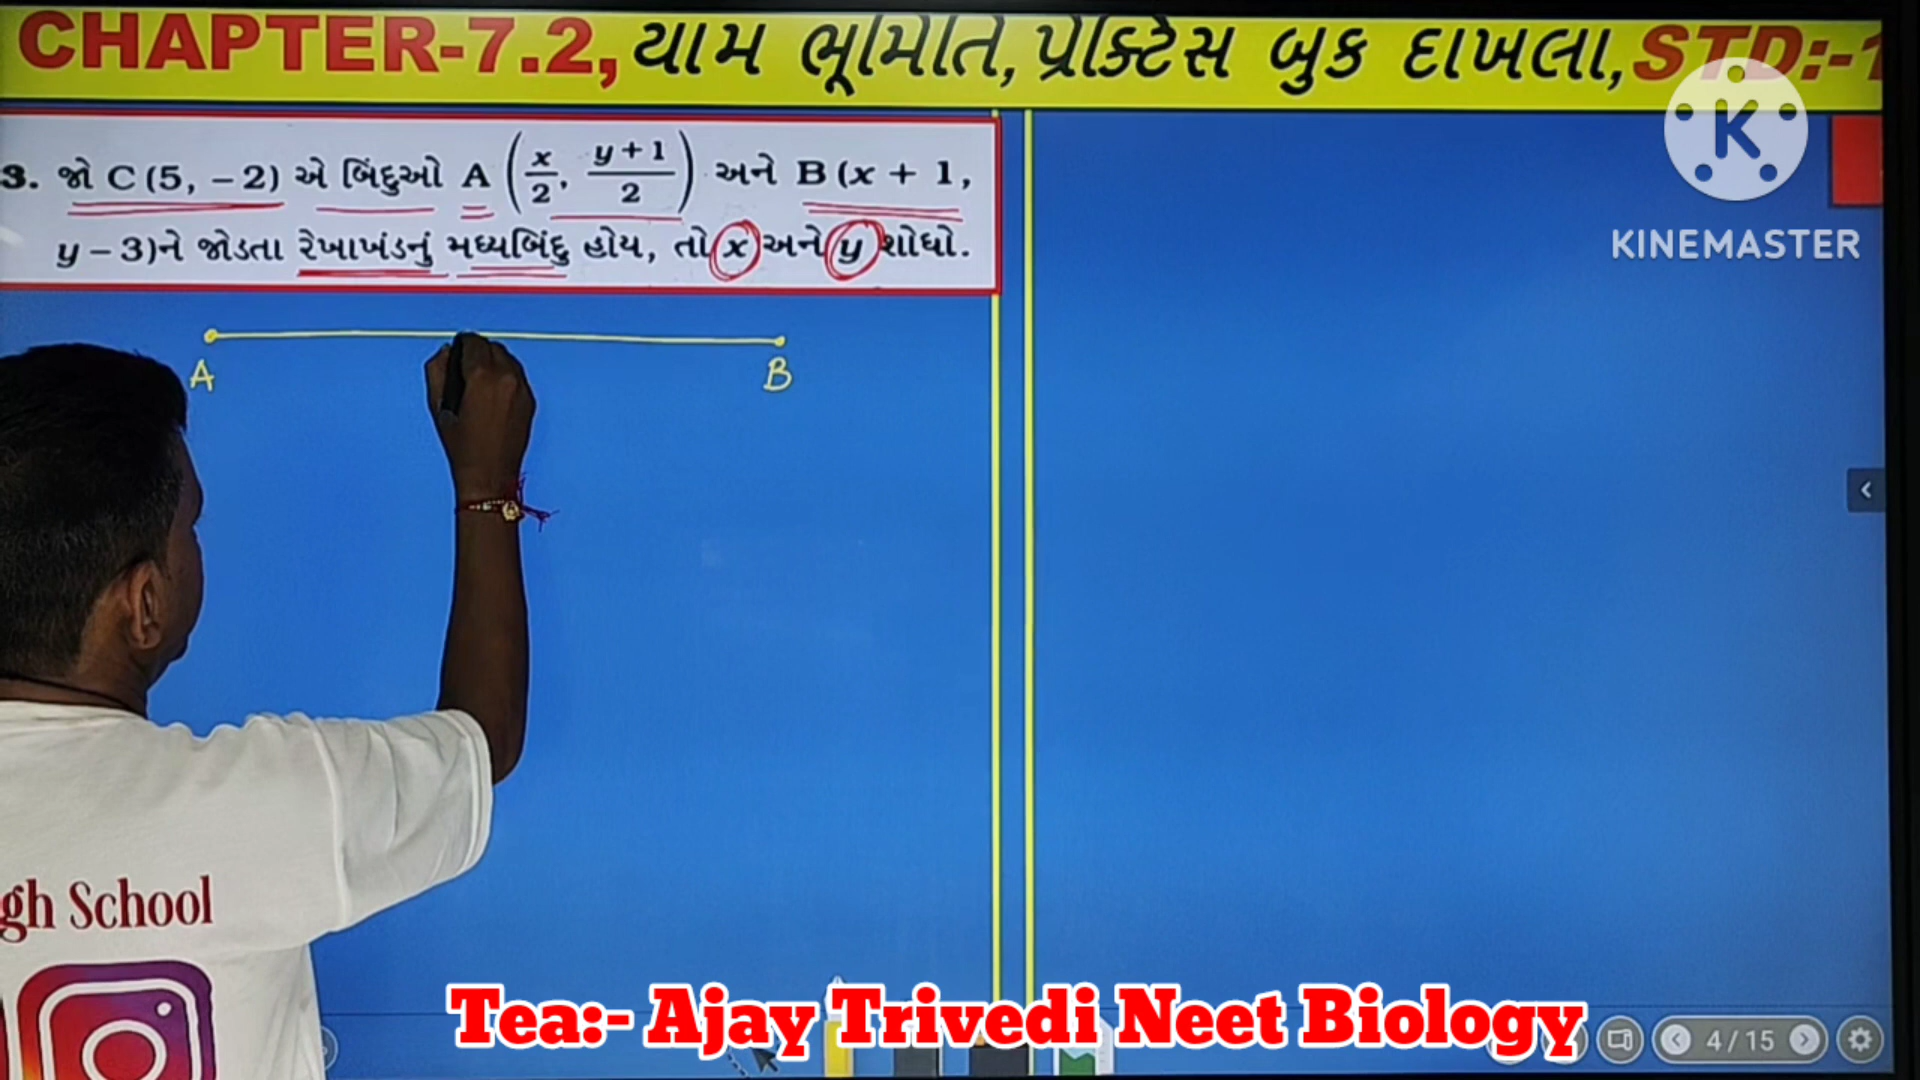 CHAPTER-7.2, યામ ભૂમિતિ, પ્રેક્ટિસ બુક દાખલા, STD:-1
K
KINEMASTER
3. જો C (5, – 2) એ બિંદુઓ A (x/2, y + 1/2) અને B (x + 1,
y – 3)ને જોડતા રેખાખંડનું મધ્યબિંદુ હોય, તો x અને y શોધો.
A B
gh School
Tea:- Ajay Trivedi Neet Biology
4 / 15